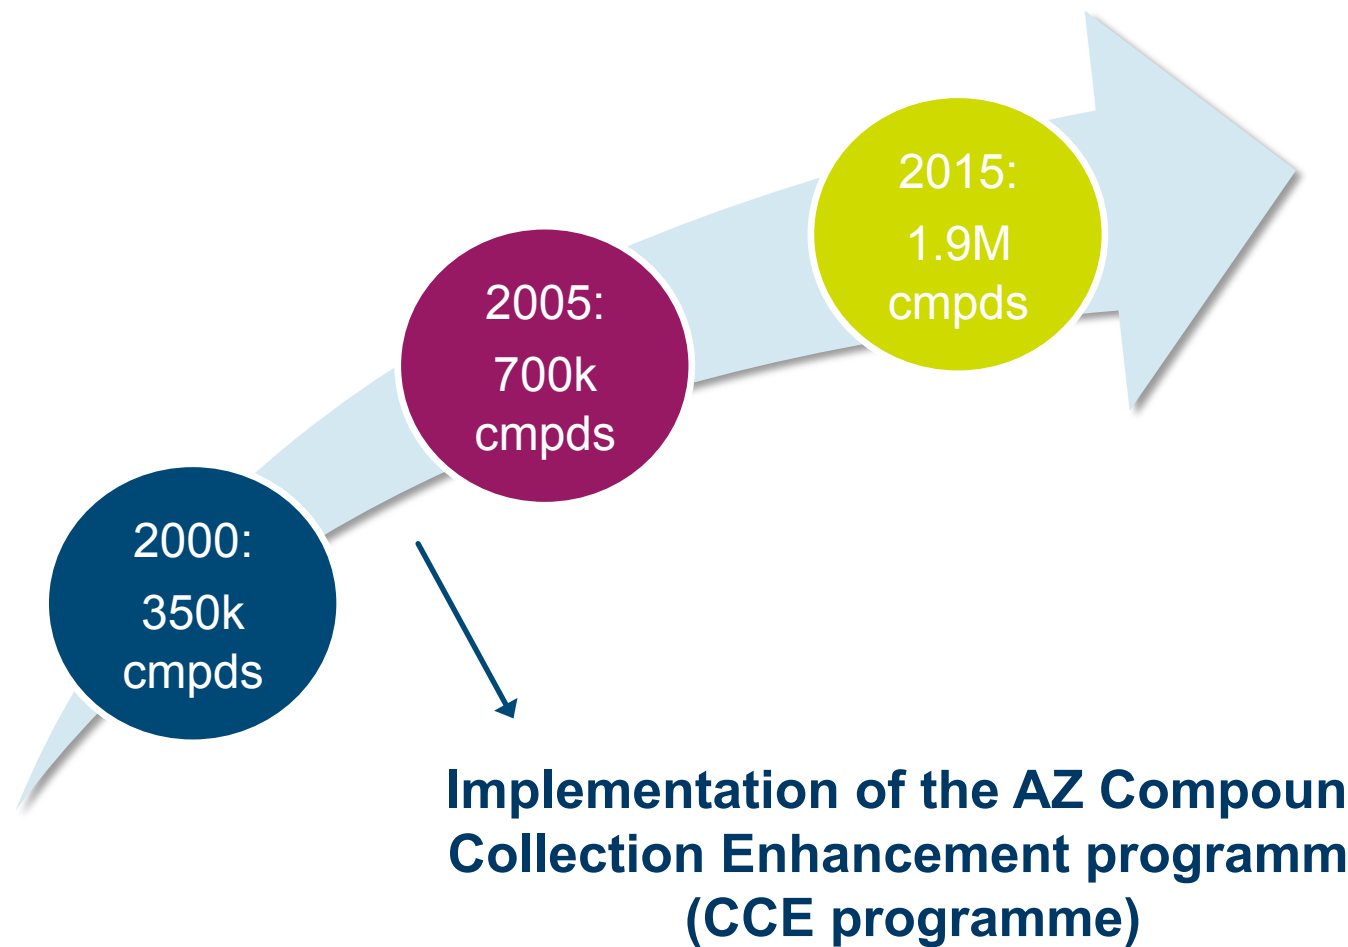 2015:
1.9M
cmpds
2005:
700k
cmpds
2000:
350k
cmpds
Implementation of the AZ Compoun
Collection Enhancement programm
(CCE programme)